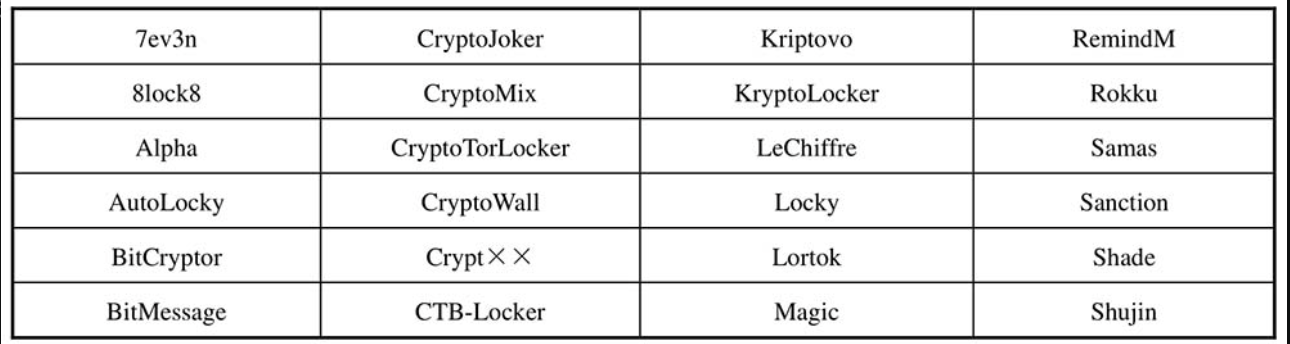 7ev3n CryptoJoker Kriptovo RemindM
8lock8 CryptoMix KryptoLocker Rokku
Alpha CryptoTorLocker LeChiffre Samas
AutoLocky CryptoWall Locky Sanction
BitCryptor Crypt×× Lortok Shade
BitMessage CTB-Locker Magic Shujin